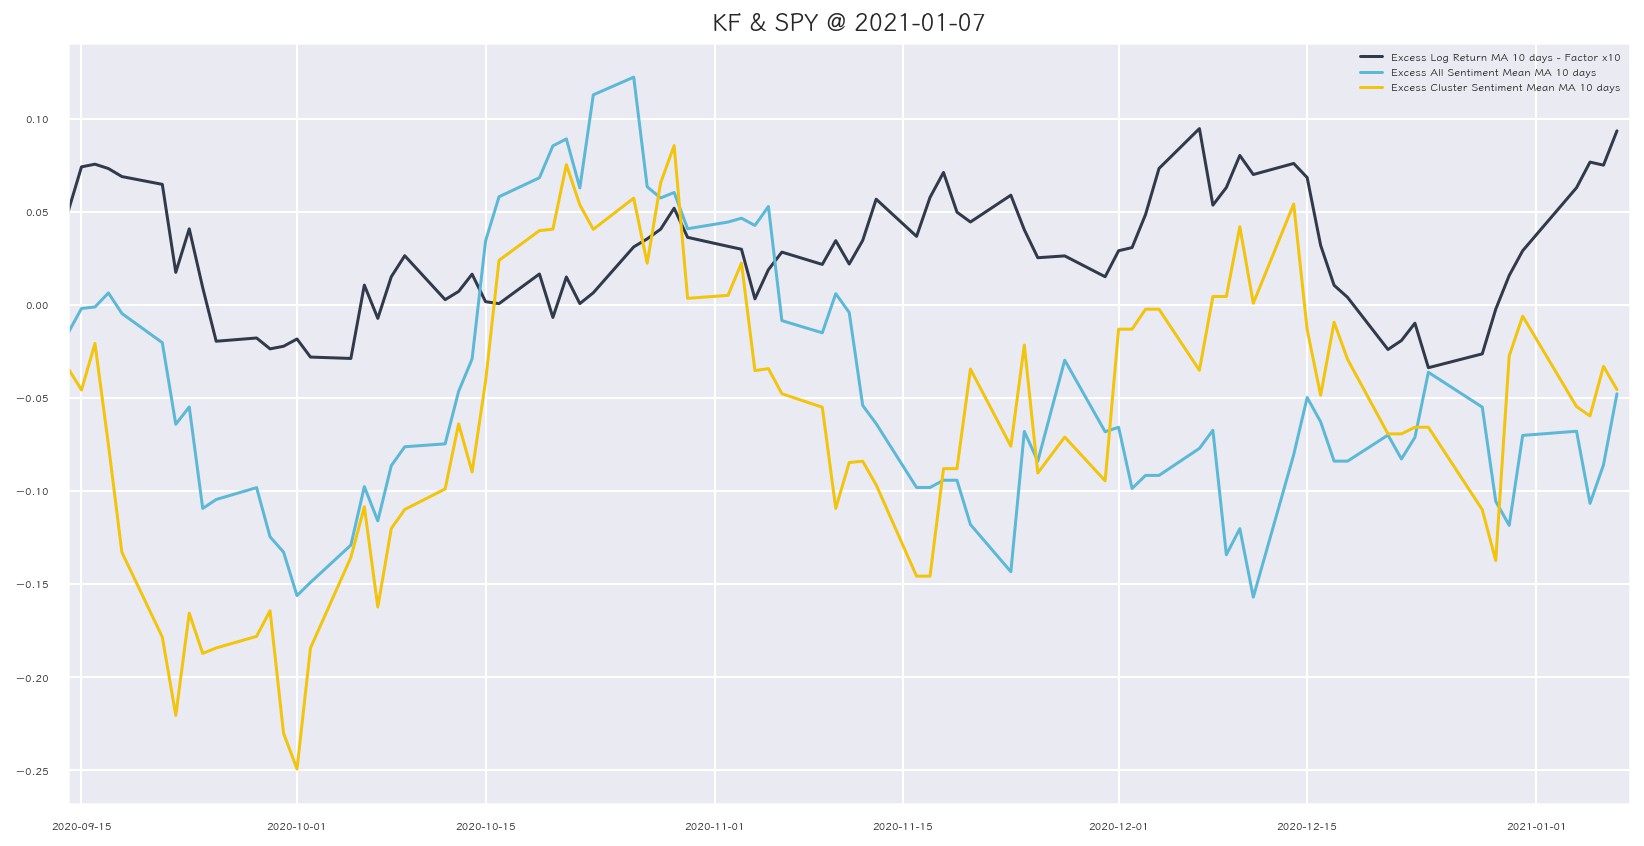 KF & SPY @ 2021-01-07
Excess Log Return MA 10 days - Factor x10
Excess All Sentiment Mean MA 10 days
Excess Cluster Sentiment Mean MA 10 days
0.10
0.05
0.00
−0.05
−0.10
−0.15
−0.20
−0.25
2020-09-15 2020-10-01 2020-10-15 2020-11-01 2020-11-15 2020-12-01 2020-12-15 2021-01-01